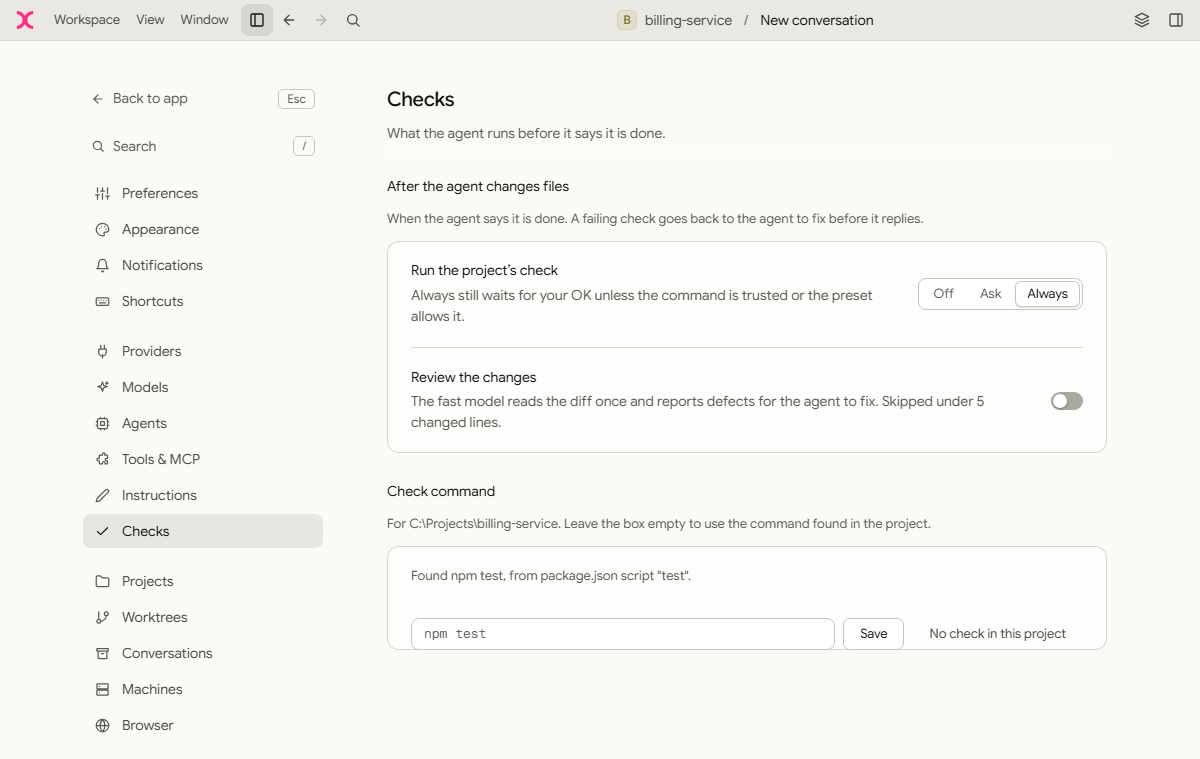 Workspace View Window
B billing-service / New conversation
Back to app Esc
Search /
Preferences
Appearance
Notifications
Shortcuts
Providers
Models
Agents
Tools & MCP
Instructions
Checks
Projects
Worktrees
Conversations
Machines
Browser
Checks
What the agent runs before it says it is done.
After the agent changes files
When the agent says it is done. A failing check goes back to the agent to fix before it replies.
Run the project's check
Always still waits for your OK unless the command is trusted or the preset
allows it.
Off Ask Always
Review the changes
The fast model reads the diff once and reports defects for the agent to fix. Skipped under 5
changed lines.
Check command
For C:\Projects\billing-service. Leave the box empty to use the command found in the project.
Found npm test, from package.json script "test".
npm test Save No check in this project